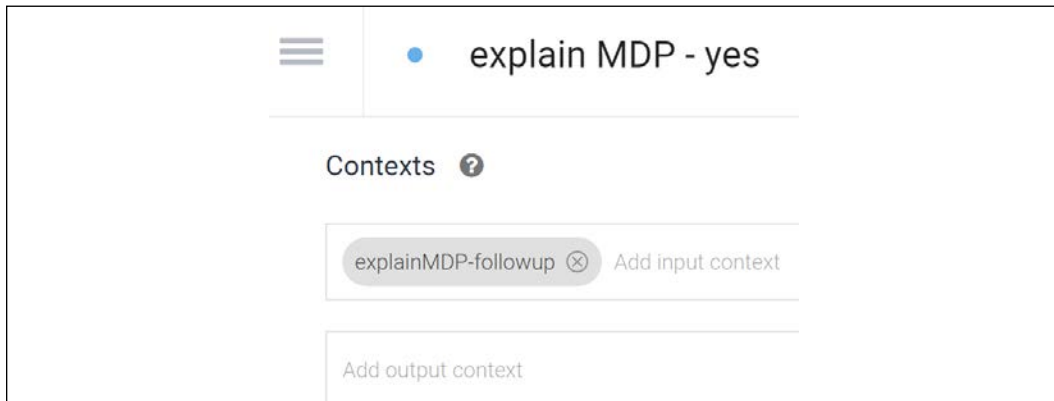 explain MDP - yes
Contexts ?
explainMDP-followup Add input context
Add output context